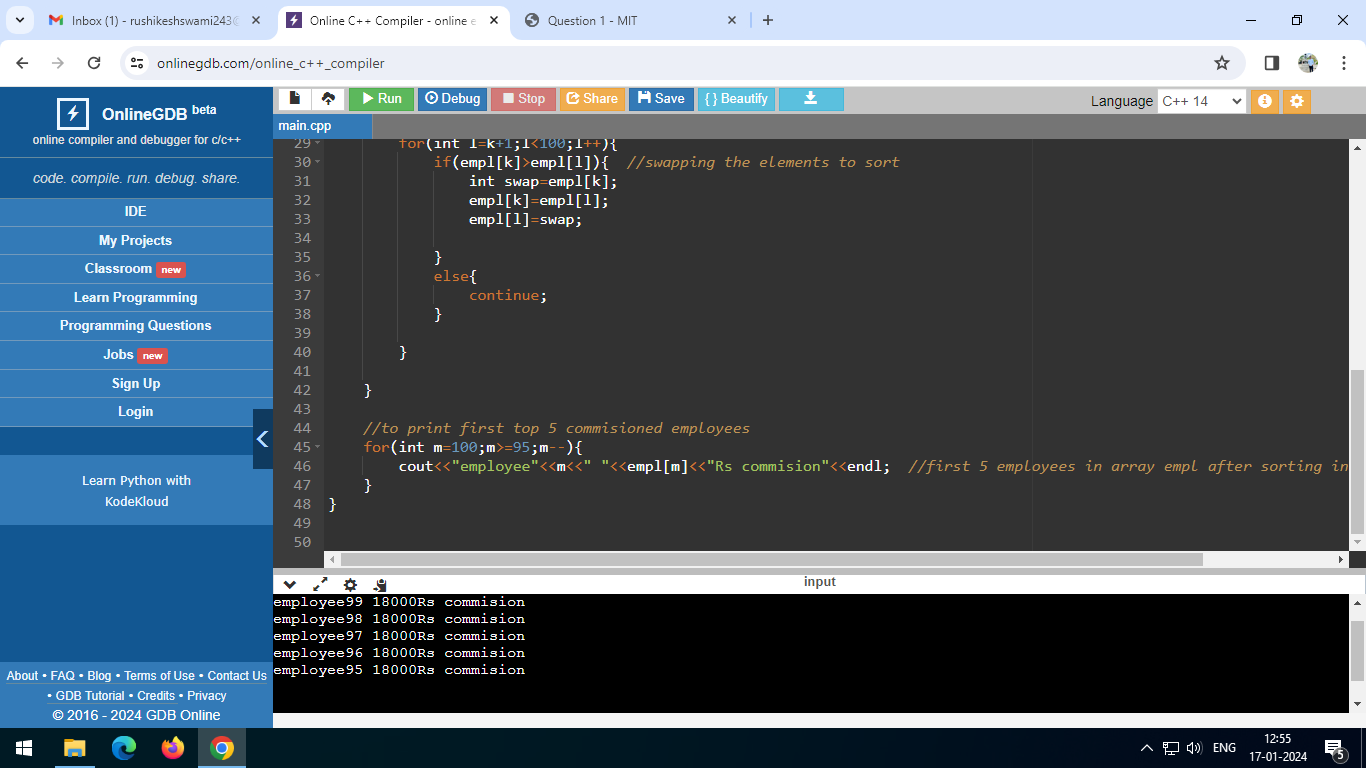 Inbox (1) - rushikeshswami243@
Online C++ Compiler - online e
Question 1 - MIT
onlinegdb.com/online_c++_compiler
OnlineGDB beta
online compiler and debugger for c/c++
code. compile. run. debug. share.
IDE
My Projects
Classroom new
Learn Programming
Programming Questions
Jobs new
Sign Up
Login
Learn Python with
KodeKloud
About • FAQ • Blog • Terms of Use • Contact Us
• GDB Tutorial • Credits • Privacy
© 2016 - 2024 GDB Online
Run
Debug
Stop
Share
Save
{ } Beautify
Language C++ 14
main.cpp
29 for(int l=k+1;l<100;l++){
30 if(empl[k]>empl[l]){ //swapping the elements to sort
31 int swap=empl[k];
32 empl[k]=empl[l];
33 empl[l]=swap;
34
35 }
36 else{
37 continue;
38 }
39
40 }
41
42 }
43
44 //to print first top 5 commisioned employees
45 for(int m=100;m>=95;m--){
46 cout<<"employee"<<m<<" "<<empl[m]<<"Rs commision"<<endl; //first 5 employees in array empl after sorting in
47 }
48 }
49
50
input
employee99 18000Rs commision
employee98 18000Rs commision
employee97 18000Rs commision
employee96 18000Rs commision
employee95 18000Rs commision
ENG
12:55
17-01-2024
5